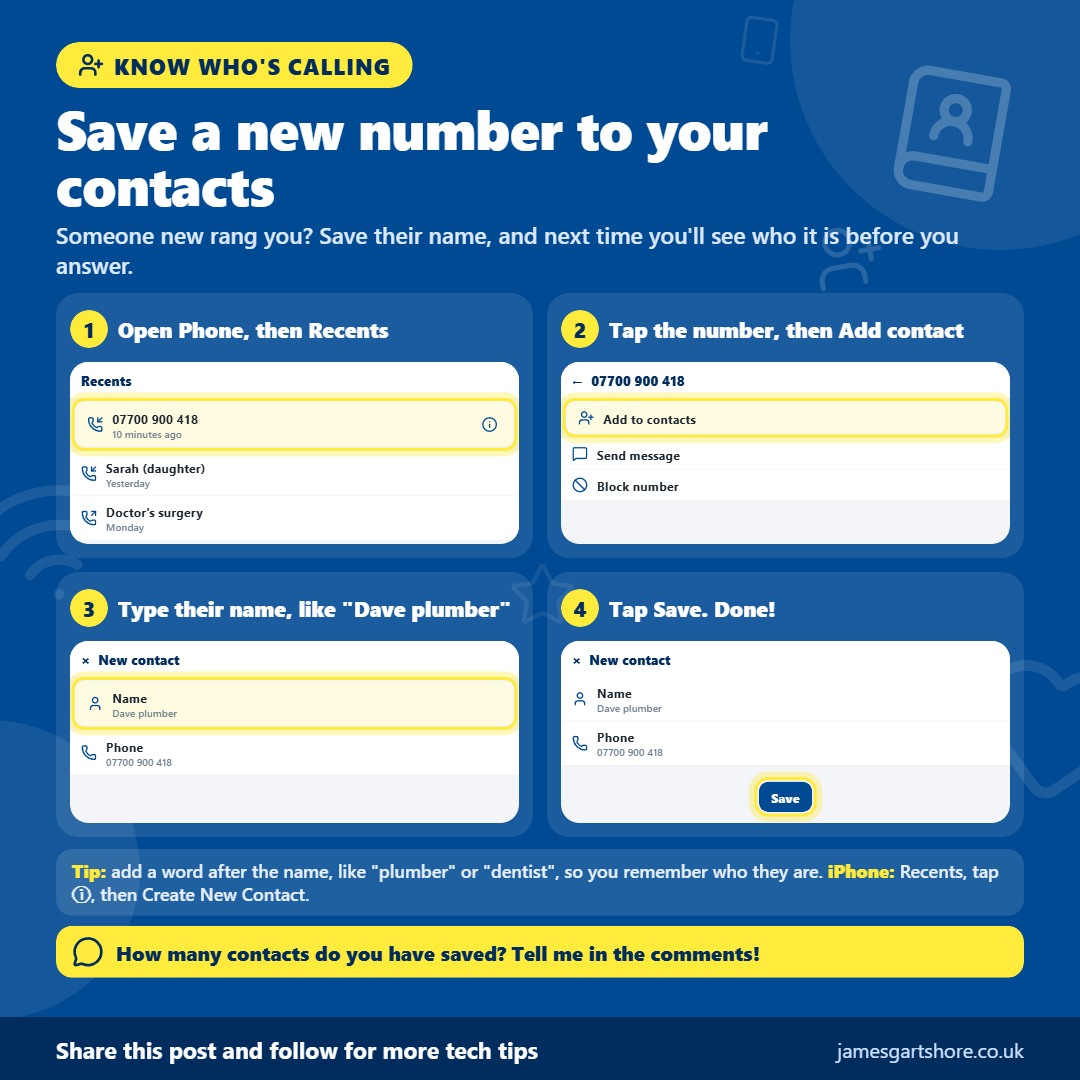 KNOW WHO'S CALLING
Save a new number to your
contacts
Someone new rang you? Save their name, and next time you'll see who it is before you
answer.
1 Open Phone, then Recents
Recents
07700 900 418
10 minutes ago
Sarah (daughter)
Yesterday
Doctor's surgery
Monday
2 Tap the number, then Add contact
← 07700 900 418
Add to contacts
Send message
Block number
3 Type their name, like "Dave plumber"
× New contact
Name
Dave plumber
Phone
07700 900 418
4 Tap Save. Done!
× New contact
Name
Dave plumber
Phone
07700 900 418
Save
Tip: add a word after the name, like "plumber" or "dentist", so you remember who they are. iPhone: Recents, tap
ⓘ, then Create New Contact.
How many contacts do you have saved? Tell me in the comments!
Share this post and follow for more tech tips
jamesgartshore.co.uk